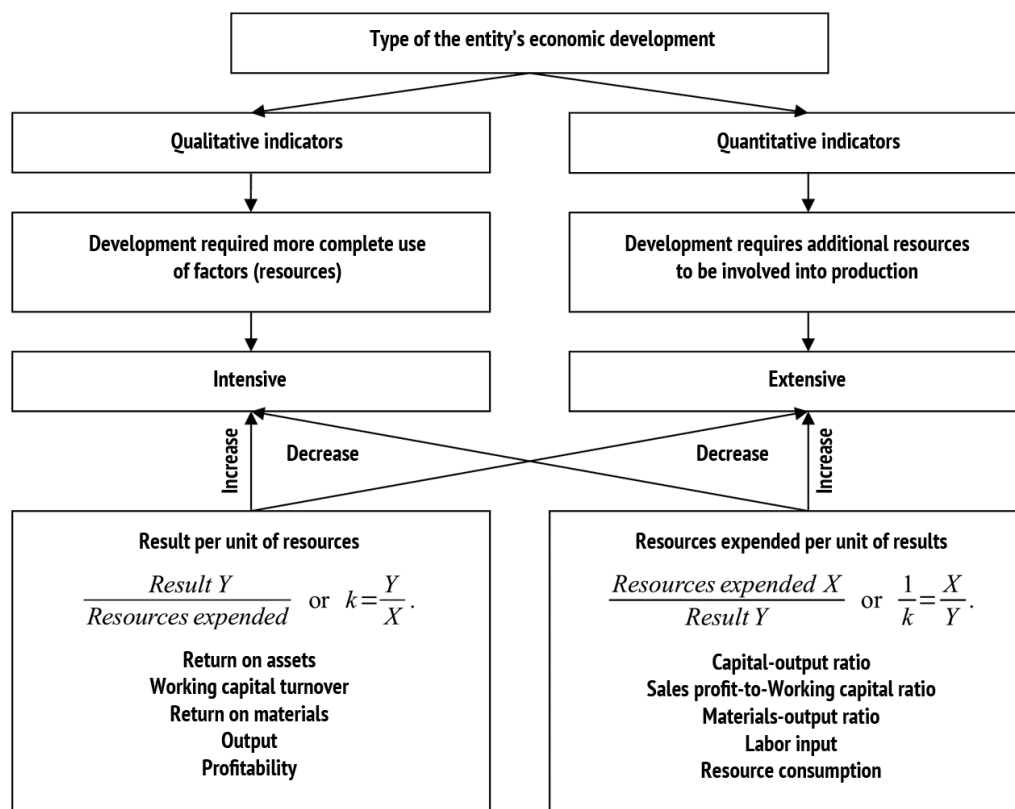 Type of the entity's economic development
Qualitative indicators
Quantitative indicators
Development required more complete use
of factors (resources)
Development requires additional resources
to be involved into production
Intensive
Extensive
Increase
Decrease
Decrease
Increase
Result per unit of resources
Result Y / Resources expended or k = Y / X .
Return on assets
Working capital turnover
Return on materials
Output
Profitability
Resources expended per unit of results
Resources expended X / Result Y or 1 / k = X / Y .
Capital-output ratio
Sales profit-to-Working capital ratio
Materials-output ratio
Labor input
Resource consumption